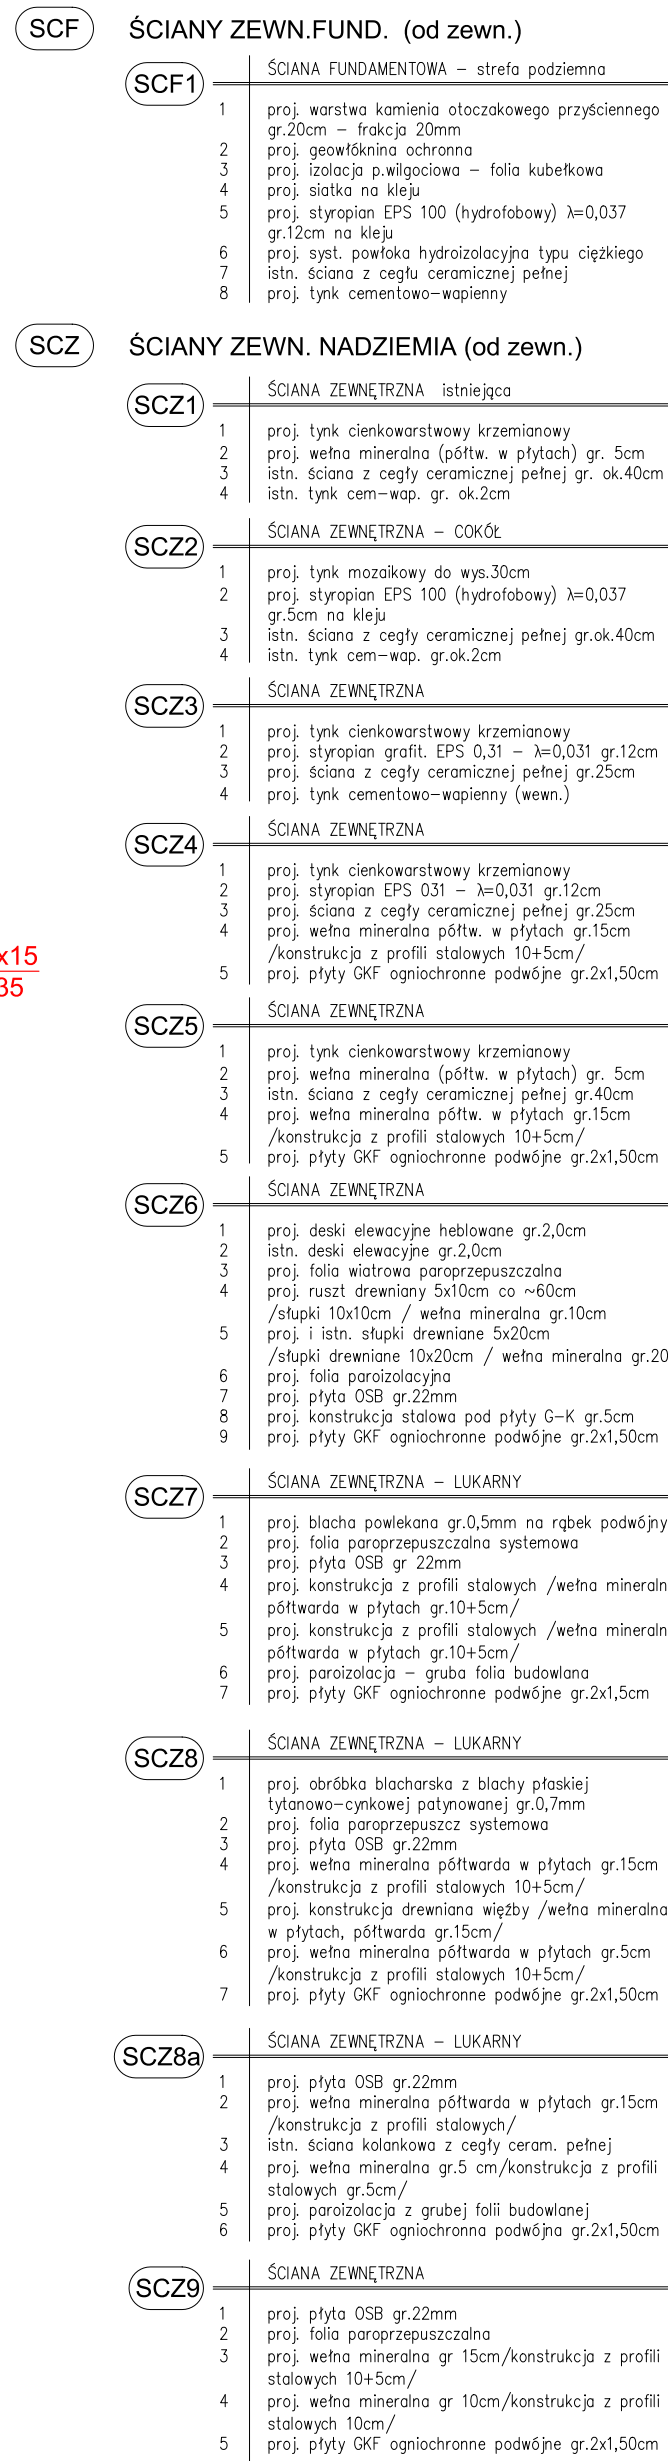 SCF ŚCIANY ZEWN.FUND. (od zewn.)
SCF1 ŚCIANA FUNDAMENTOWA – strefa podziemna
1 proj. warstwa kamienia otoczakowego przyściennego
gr.20cm – frakcja 20mm
2 proj. geowłóknina ochronna
3 proj. izolacja p.wilgociowa – folia kubełkowa
4 proj. siatka na kleju
5 proj. styropian EPS 100 (hydrofobowy) λ=0,037
gr.12cm na kleju
6 proj. syst. powłoka hydroizolacyjna typu ciężkiego
7 istn. ściana z cegłu ceramicznej pełnej
8 proj. tynk cementowo–wapienny
SCZ ŚCIANY ZEWN. NADZIEMIA (od zewn.)
SCZ1 ŚCIANA ZEWNĘTRZNA istniejąca
1 proj. tynk cienkowarstwowy krzemianowy
2 proj. wełna mineralna (półtw. w płytach) gr. 5cm
3 istn. ściana z cegły ceramicznej pełnej gr. ok.40cm
4 istn. tynk cem–wap. gr. ok.2cm
SCZ2 ŚCIANA ZEWNĘTRZNA – COKÓŁ
1 proj. tynk mozaikowy do wys.30cm
2 proj. styropian EPS 100 (hydrofobowy) λ=0,037
gr.5cm na kleju
3 istn. ściana z cegły ceramicznej pełnej gr.ok.40cm
4 istn. tynk cem–wap. gr.ok.2cm
SCZ3 ŚCIANA ZEWNĘTRZNA
1 proj. tynk cienkowarstwowy krzemianowy
2 proj. styropian grafit. EPS 0,31 – λ=0,031 gr.12cm
3 proj. ściana z cegły ceramicznej pełnej gr.25cm
4 proj. tynk cementowo–wapienny (wewn.)
SCZ4 ŚCIANA ZEWNĘTRZNA
1 proj. tynk cienkowarstwowy krzemianowy
2 proj. styropian EPS 031 – λ=0,031 gr.12cm
3 proj. ściana z cegły ceramicznej pełnej gr.25cm
4 proj. wełna mineralna półtw. w płytach gr.15cm
/konstrukcja z profili stalowych 10+5cm/
x15
35
5 proj. płyty GKF ogniochronne podwójne gr.2x1,50cm
SCZ5 ŚCIANA ZEWNĘTRZNA
1 proj. tynk cienkowarstwowy krzemianowy
2 proj. wełna mineralna (półtw. w płytach) gr. 5cm
3 istn. ściana z cegły ceramicznej pełnej gr.40cm
4 proj. wełna mineralna półtw. w płytach gr.15cm
/konstrukcja z profili stalowych 10+5cm/
5 proj. płyty GKF ogniochronne podwójne gr.2x1,50cm
SCZ6 ŚCIANA ZEWNĘTRZNA
1 proj. deski elewacyjne heblowane gr.2,0cm
2 istn. deski elewacyjne gr.2,0cm
3 proj. folia wiatrowa paroprzepuszczalna
4 proj. ruszt drewniany 5x10cm co ~60cm
/słupki 10x10cm / wełna mineralna gr.10cm
5 proj. i istn. słupki drewniane 5x20cm
/słupki drewniane 10x20cm / wełna mineralna gr.20
6 proj. folia paroizolacyjna
7 proj. płyta OSB gr.22mm
8 proj. konstrukcja stalowa pod płyty G–K gr.5cm
9 proj. płyty GKF ogniochronne podwójne gr.2x1,50cm
SCZ7 ŚCIANA ZEWNĘTRZNA – LUKARNY
1 proj. blacha powlekana gr.0,5mm na rąbek podwójny
2 proj. folia paroprzepuszczalna systemowa
3 proj. płyta OSB gr 22mm
4 proj. konstrukcja z profili stalowych /wełna mineraln
półtwarda w płytach gr.10+5cm/
5 proj. konstrukcja z profili stalowych /wełna mineraln
półtwarda w płytach gr.10+5cm/
6 proj. paroizolacja – gruba folia budowlana
7 proj. płyty GKF ogniochronne podwójne gr.2x1,5cm
SCZ8 ŚCIANA ZEWNĘTRZNA – LUKARNY
1 proj. obróbka blacharska z blachy płaskiej
tytanowo–cynkowej patynowanej gr.0,7mm
2 proj. folia paroprzepuszcz systemowa
3 proj. płyta OSB gr.22mm
4 proj. wełna mineralna półtwarda w płytach gr.15cm
/konstrukcja z profili stalowych 10+5cm/
5 proj. konstrukcja drewniana więźby /wełna mineralna
w płytach, półtwarda gr.15cm/
6 proj. wełna mineralna półtwarda w płytach gr.5cm
/konstrukcja z profili stalowych 10+5cm/
7 proj. płyty GKF ogniochronne podwójne gr.2x1,50cm
SCZ8a ŚCIANA ZEWNĘTRZNA – LUKARNY
1 proj. płyta OSB gr.22mm
2 proj. wełna mineralna półtwarda w płytach gr.15cm
/konstrukcja z profili stalowych/
3 istn. ściana kolankowa z cegły ceram. pełnej
4 proj. wełna mineralna gr.5 cm/konstrukcja z profili
stalowych gr.5cm/
5 proj. paroizolacja z grubej folii budowlanej
6 proj. płyty GKF ogniochronna podwójna gr.2x1,50cm
SCZ9 ŚCIANA ZEWNĘTRZNA
1 proj. płyta OSB gr.22mm
2 proj. folia paroprzepuszczalna
3 proj. wełna mineralna gr 15cm/konstrukcja z profili
stalowych 10+5cm/
4 proj. wełna mineralna gr 10cm/konstrukcja z profili
stalowych 10cm/
5 proj. płyty GKF ogniochronne podwójne gr.2x1,50cm